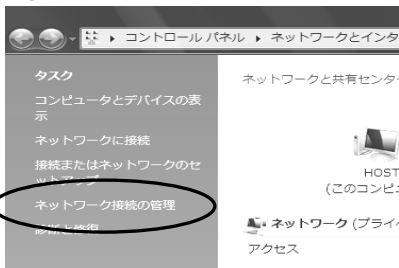 コントロール パネル ▸ ネットワークとインタ
タスク
コンピュータとデバイスの表
示
ネットワークに接続
接続またはネットワークのセ
ットアップ
ネットワーク接続の管理
診断と修復
ネットワークと共有センタ
HOST
(このコンピ
ネットワーク (プライ
アクセス